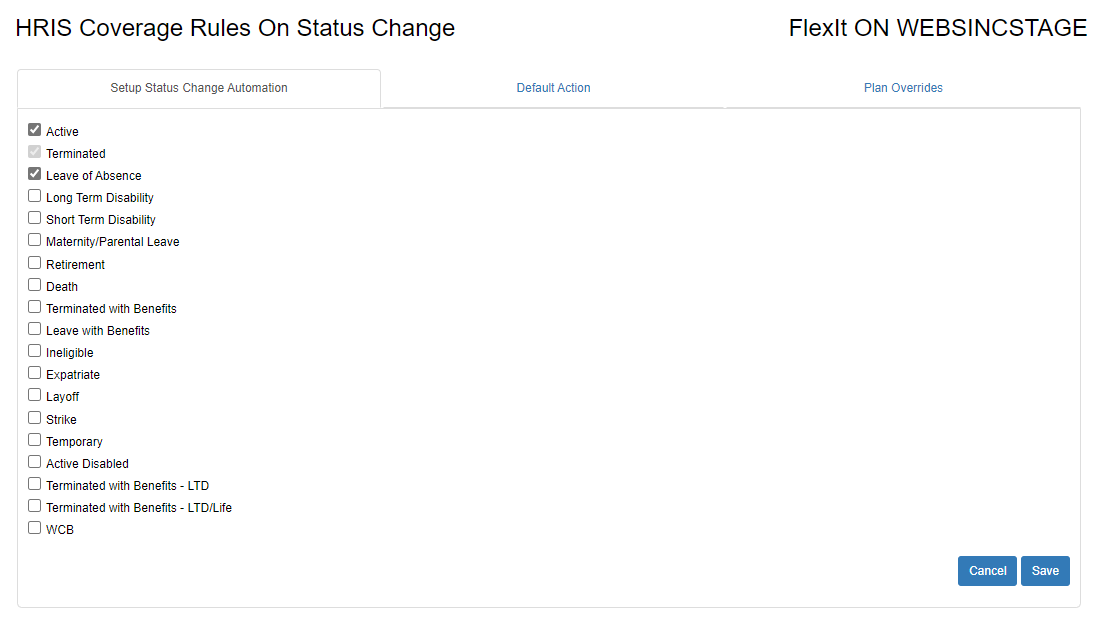 HRIS Coverage Rules On Status Change
FlexIt ON WEBSINCSTAGE
Setup Status Change Automation
Default Action
Plan Overrides
Active
Terminated
Leave of Absence
Long Term Disability
Short Term Disability
Maternity/Parental Leave
Retirement
Death
Terminated with Benefits
Leave with Benefits
Ineligible
Expatriate
Layoff
Strike
Temporary
Active Disabled
Terminated with Benefits - LTD
Terminated with Benefits - LTD/Life
WCB
Cancel
Save